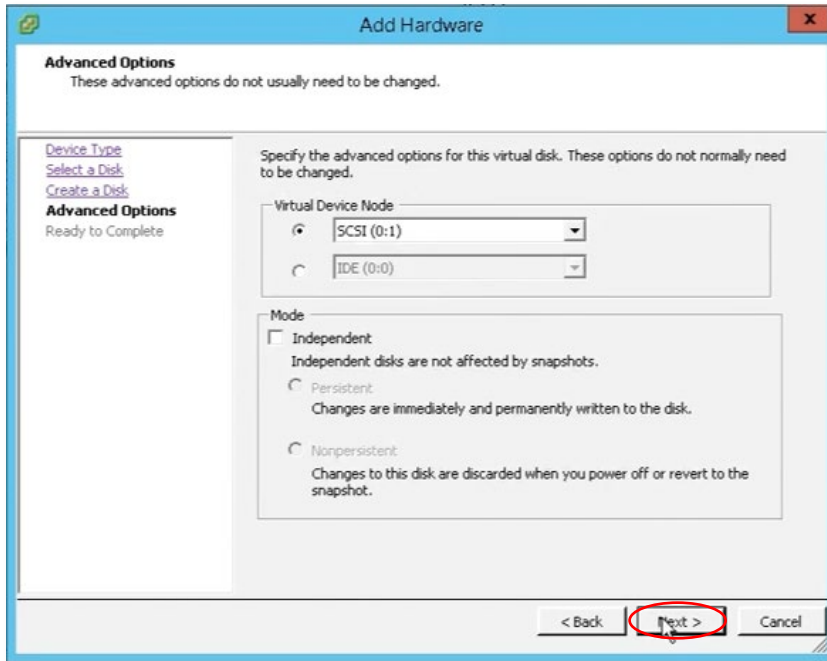 Add Hardware
x
Advanced Options
These advanced options do not usually need to be changed.
Device Type
Select a Disk
Create a Disk
Advanced Options
Ready to Complete
Specify the advanced options for this virtual disk. These options do not normally need
to be changed.
Virtual Device Node
SCSI (0:1)
IDE (0:0)
Mode
Independent
Independent disks are not affected by snapshots.
Persistent
Changes are immediately and permanently written to the disk.
Nonpersistent
Changes to this disk are discarded when you power off or revert to the
snapshot.
< Back
Next >
Cancel